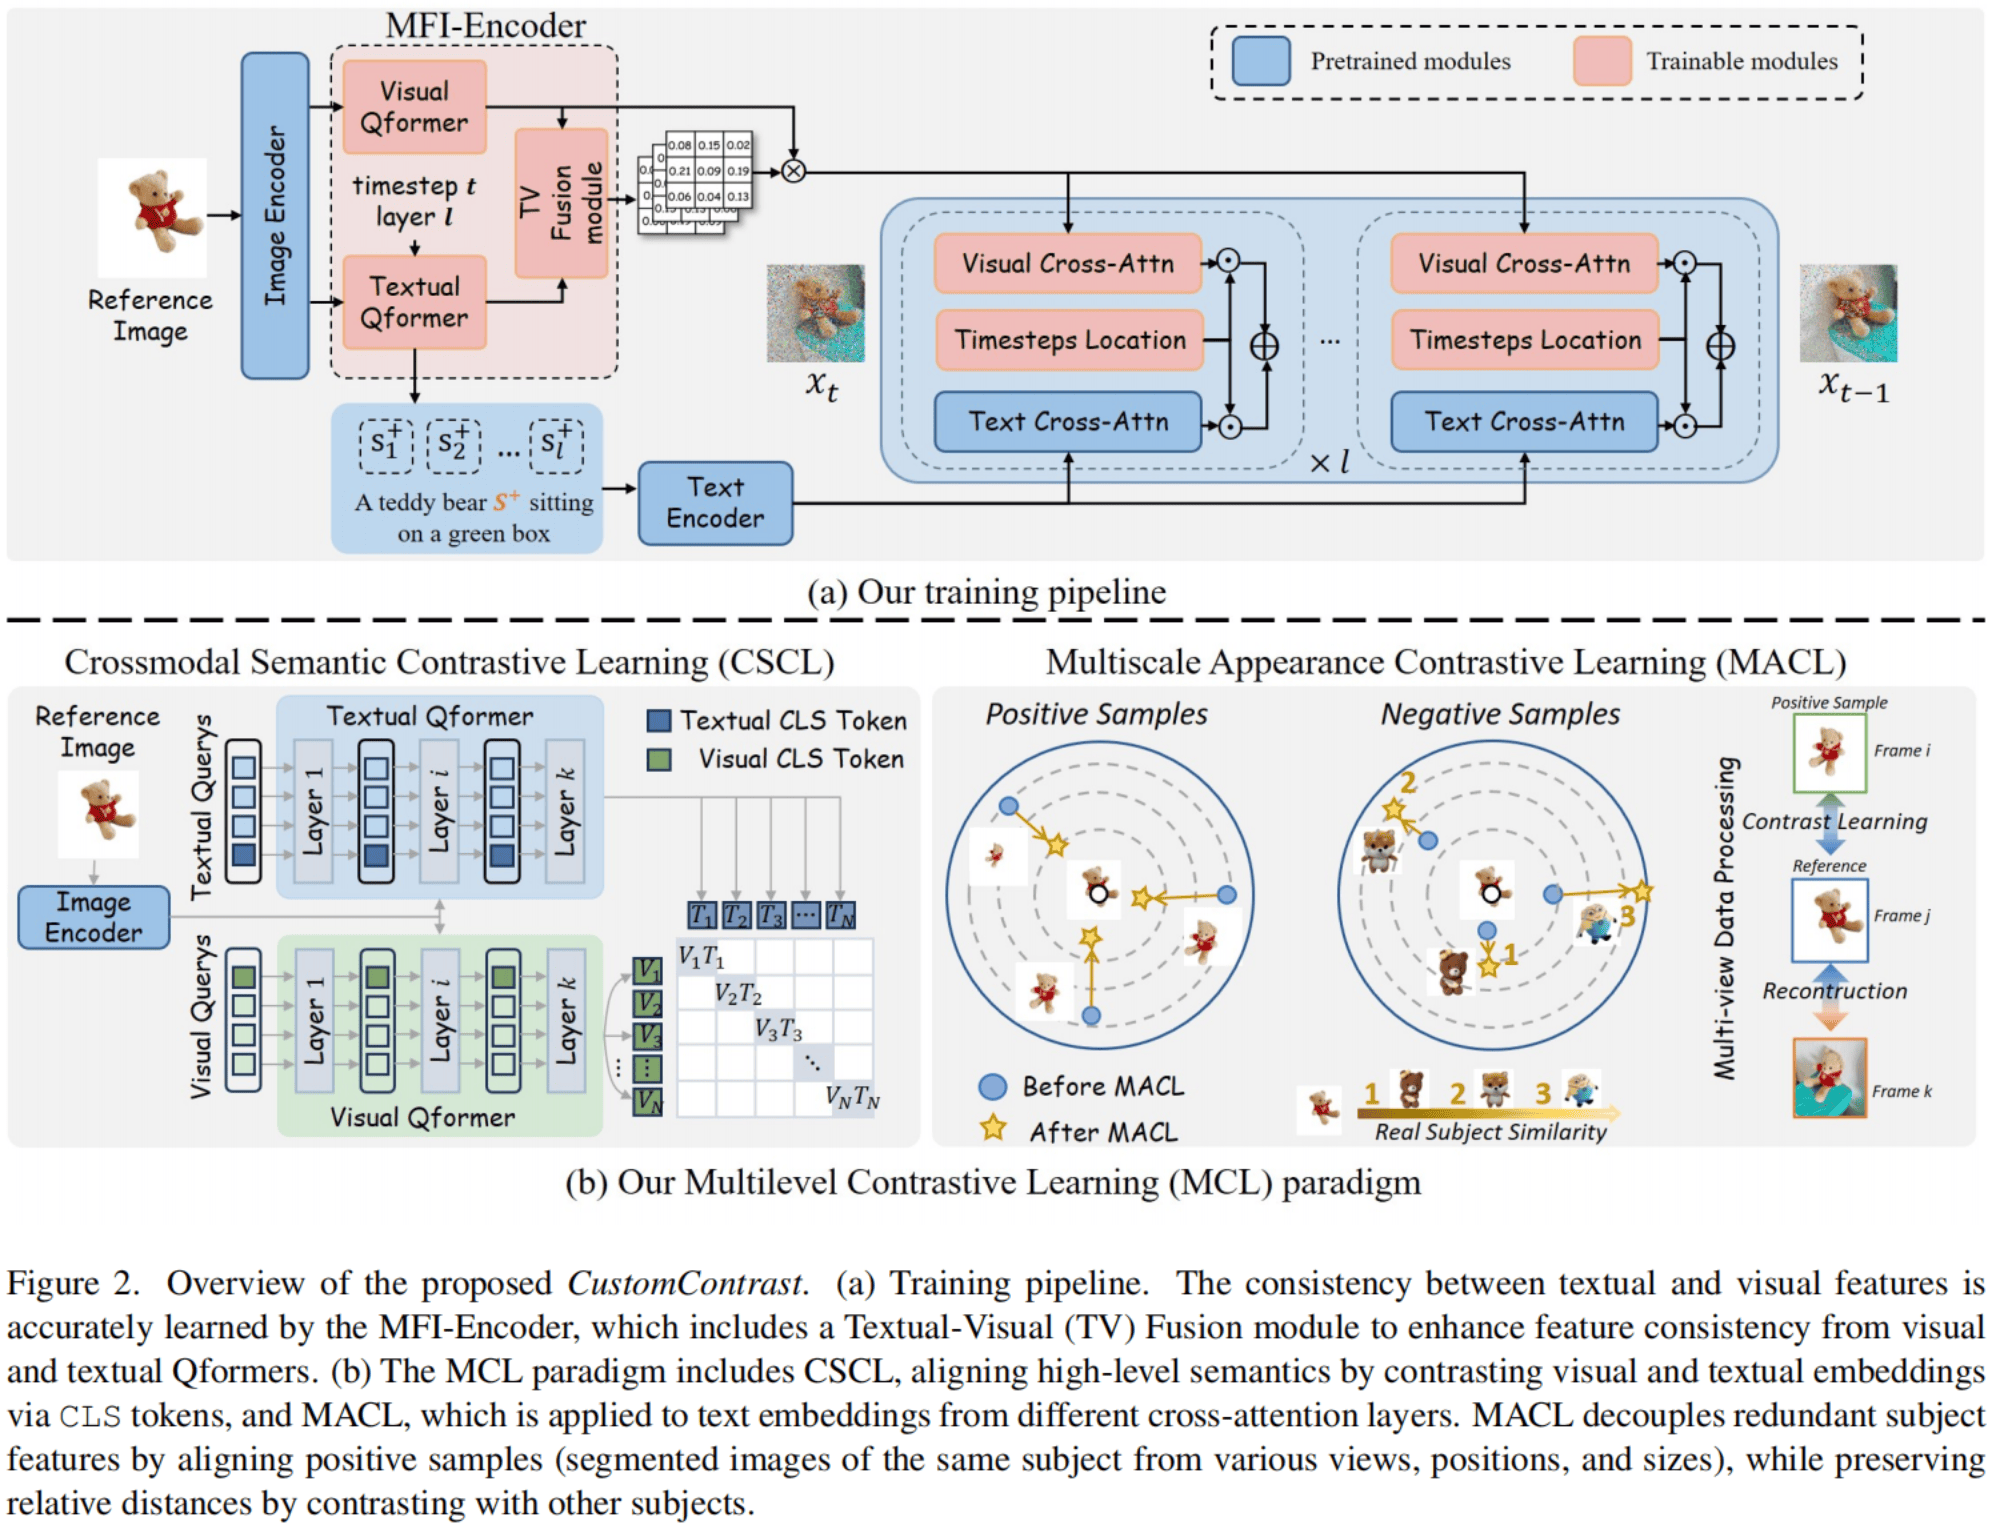 MFI-Encoder
Pretrained modules
Trainable modules
Visual
Qformer
Image Encoder
TV
Fusion
module
timestep t
layer l
Textual
Qformer
Reference
Image
0.08 0.15 0.02
0.21 0.09 0.19
0.06 0.04 0.13
Visual Cross-Attn
Timesteps Location
Text Cross-Attn
...
× l
Visual Cross-Attn
Timesteps Location
Text Cross-Attn
x_t
x_{t−1}
s_1^+ s_2^+ ... s_l^+
A teddy bear S^+ sitting
on a green box
Text
Encoder
(a) Our training pipeline
Crossmodal Semantic Contrastive Learning (CSCL)
Reference
Image
Image
Encoder
Textual Querys
Textual Qformer
Layer 1
Layer i
Layer k
Textual CLS Token
Visual CLS Token
Visual Querys
Layer 1
Layer i
Layer k
Visual Qformer
T_1 T_2 T_3 ... T_N
V_1
V_2
V_3
⋮
V_N
V_1T_1
V_2T_2
V_3T_3
⋱
V_NT_N
Multiscale Appearance Contrastive Learning (MACL)
Positive Samples
Negative Samples
2
3
1
Before MACL
After MACL
1 2 3
Real Subject Similarity
Multi-view Data Processing
Positive Sample
Frame i
Contrast Learning
Reference
Frame j
Recontruction
Frame k
(b) Our Multilevel Contrastive Learning (MCL) paradigm
Figure 2. Overview of the proposed CustomContrast. (a) Training pipeline. The consistency between textual and visual features is
accurately learned by the MFI-Encoder, which includes a Textual-Visual (TV) Fusion module to enhance feature consistency from visual
and textual Qformers. (b) The MCL paradigm includes CSCL, aligning high-level semantics by contrasting visual and textual embeddings
via CLS tokens, and MACL, which is applied to text embeddings from different cross-attention layers. MACL decouples redundant subject
features by aligning positive samples (segmented images of the same subject from various views, positions, and sizes), while preserving
relative distances by contrasting with other subjects.